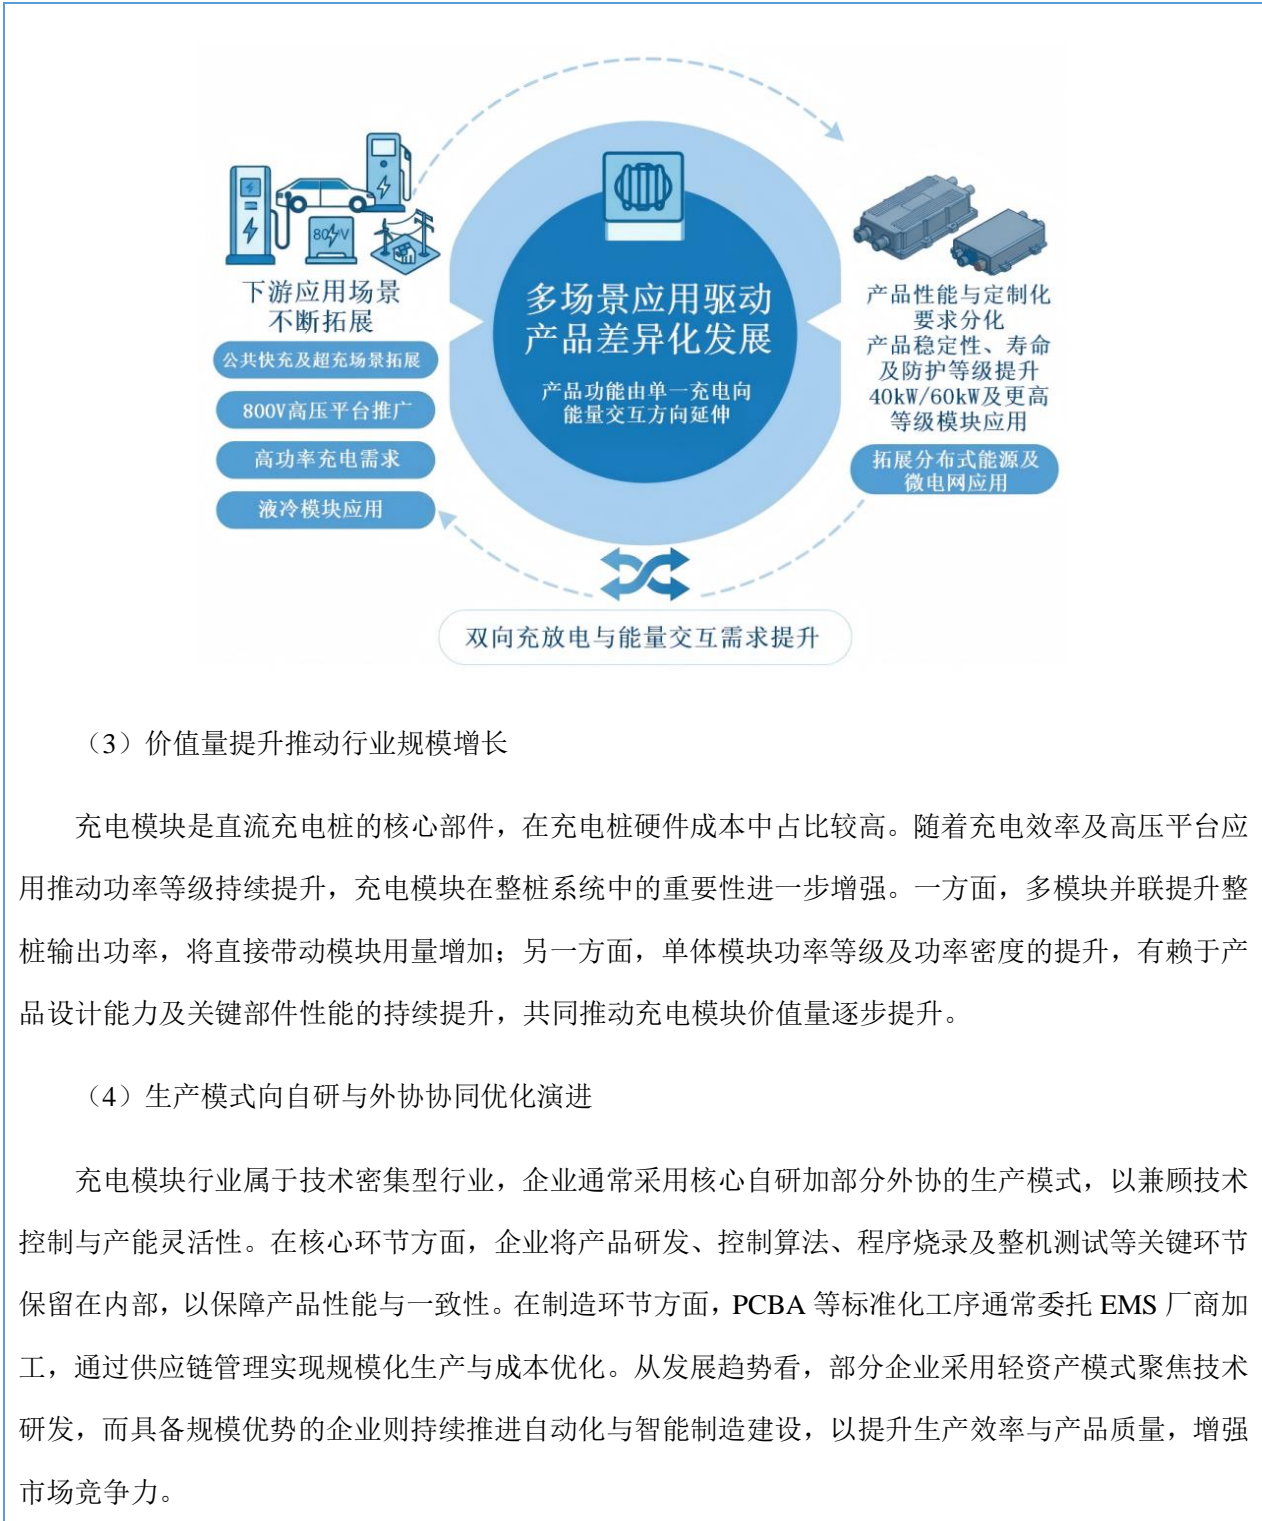 80⚡V
下游应用场景
不断拓展
公共快充及超充场景拓展
800V高压平台推广
高功率充电需求
液冷模块应用
多场景应用驱动
产品差异化发展
产品功能由单一充电向
能量交互方向延伸
产品性能与定制化
要求分化
产品稳定性、寿命
及防护等级提升
40kW/60kW及更高
等级模块应用
拓展分布式能源及
微电网应用
双向充放电与能量交互需求提升
（3）价值量提升推动行业规模增长
充电模块是直流充电桩的核心部件，在充电桩硬件成本中占比较高。随着充电效率及高压平台应
用推动功率等级持续提升，充电模块在整桩系统中的重要性进一步增强。一方面，多模块并联提升整
桩输出功率，将直接带动模块用量增加；另一方面，单体模块功率等级及功率密度的提升，有赖于产
品设计能力及关键部件性能的持续提升，共同推动充电模块价值量逐步提升。
（4）生产模式向自研与外协协同优化演进
充电模块行业属于技术密集型行业，企业通常采用核心自研加部分外协的生产模式，以兼顾技术
控制与产能灵活性。在核心环节方面，企业将产品研发、控制算法、程序烧录及整机测试等关键环节
保留在内部，以保障产品性能与一致性。在制造环节方面，PCBA 等标准化工序通常委托 EMS 厂商加
工，通过供应链管理实现规模化生产与成本优化。从发展趋势看，部分企业采用轻资产模式聚焦技术
研发，而具备规模优势的企业则持续推进自动化与智能制造建设，以提升生产效率与产品质量，增强
市场竞争力。